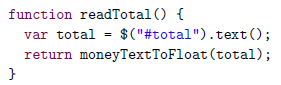 function readTotal() {
  var total = $("#total").text();
  return moneyTextToFloat(total);
}